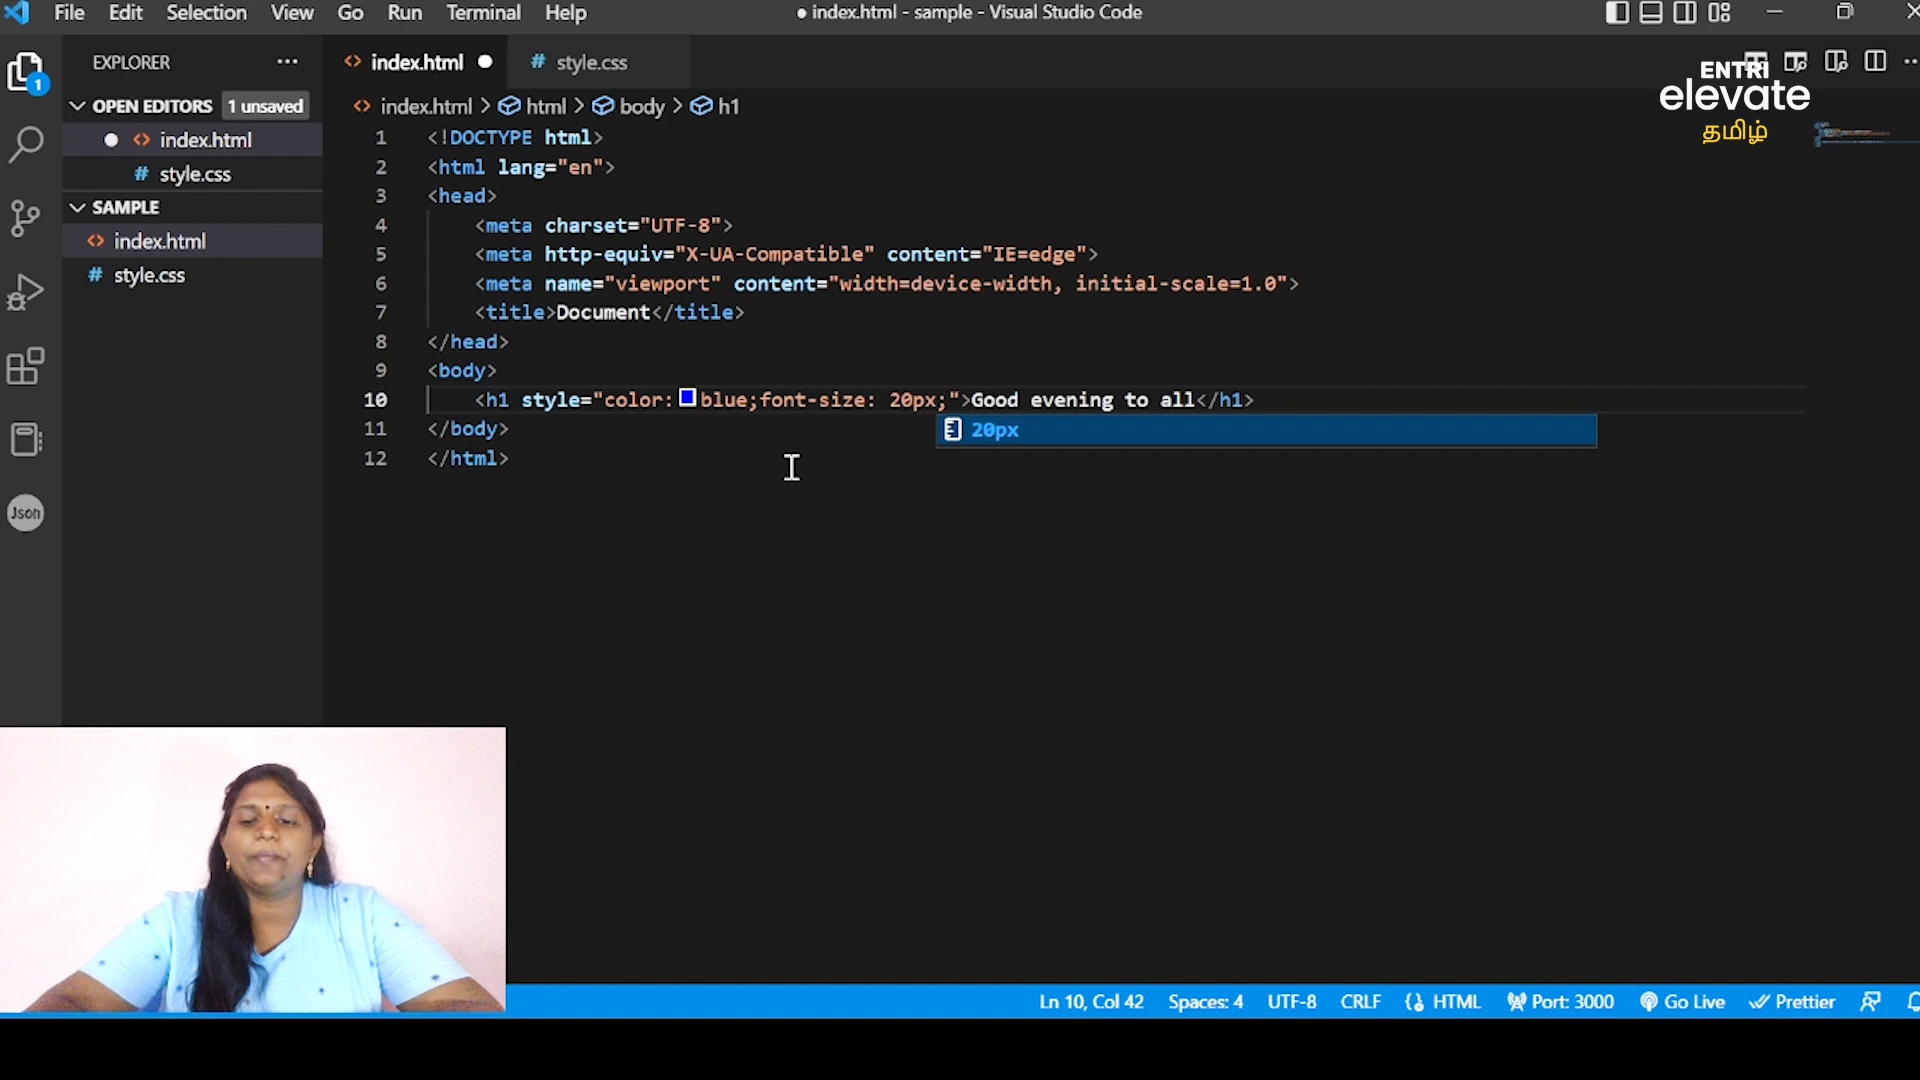 File Edit Selection View Go Run Terminal Help
● index.html - sample - Visual Studio Code
EXPLORER
index.html
# style.css
ENTRI
elevate
தமிழ்
OPEN EDITORS 1 unsaved
index.html
# style.css
SAMPLE
index.html
# style.css
1
Json
index.html > html > body > h1
1 <!DOCTYPE html>
2 <html lang="en">
3 <head>
4 <meta charset="UTF-8">
5 <meta http-equiv="X-UA-Compatible" content="IE=edge">
6 <meta name="viewport" content="width=device-width, initial-scale=1.0">
7 <title>Document</title>
8 </head>
9 <body>
10 <h1 style="color:blue;font-size: 20px;">Good evening to all</h1>
20px
11 </body>
12 </html>
Ln 10, Col 42 Spaces: 4 UTF-8 CRLF HTML Port: 3000 Go Live Prettier